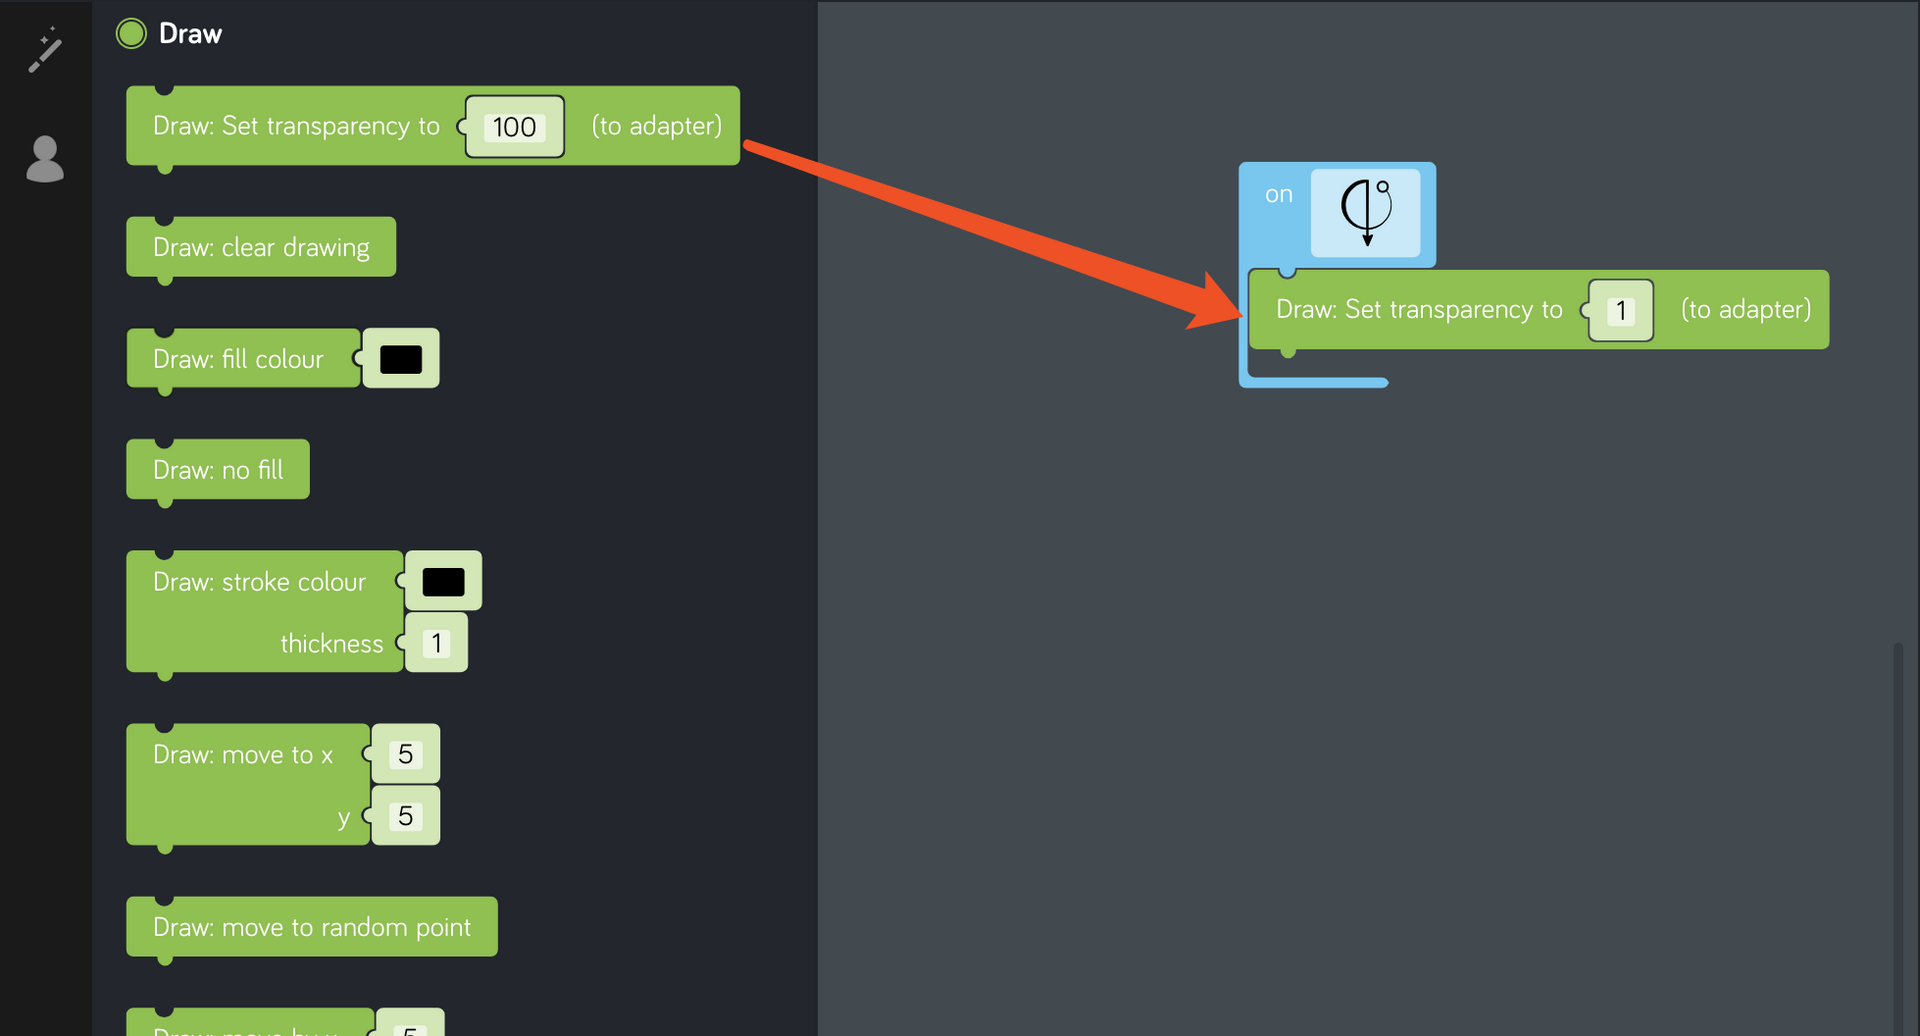 Draw
Draw: Set transparency to 100 (to adapter)
Draw: clear drawing
Draw: fill colour
Draw: no fill
Draw: stroke colour
thickness 1
Draw: move to x 5
y 5
Draw: move to random point
on
Draw: Set transparency to 1 (to adapter)